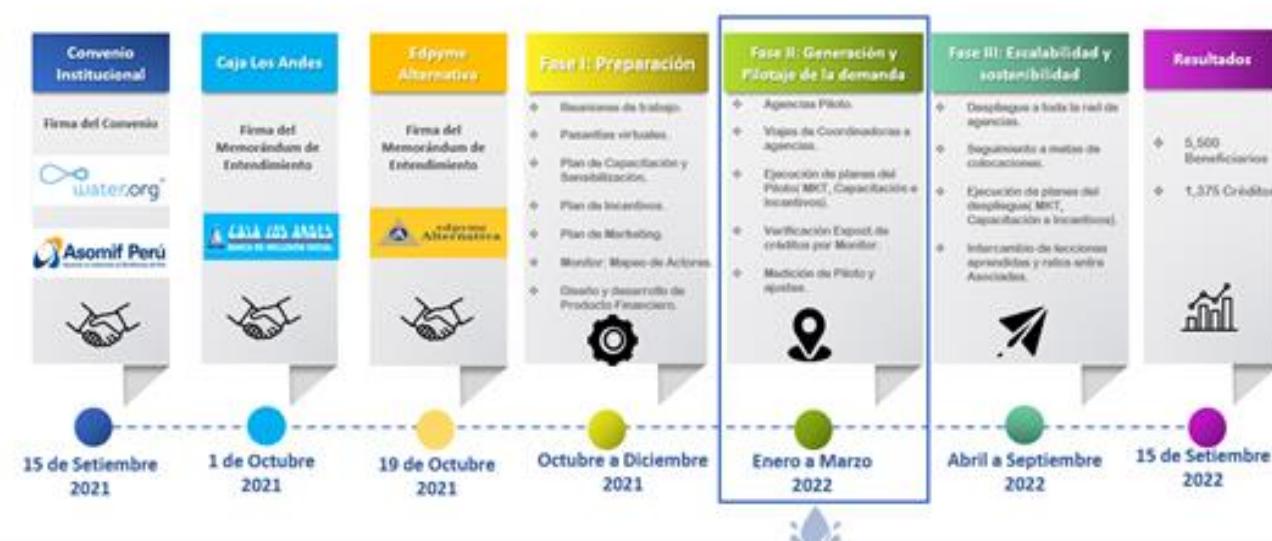 Convenio
Institucional
Firma del Convenio
water.org
Asomif Perú
15 de Setiembre
2021
Caja Los Andes
Firma del
Memorándum de
Entendimiento
CAJA LOS ANDES
1 de Octubre
2021
Edpyme
Alternativa
Firma del
Memorándum de
Entendimiento
edpyme
Alternativa
19 de Octubre
2021
Fase I: Preparación
Reuniones de trabajo.
Pasantías virtuales.
Plan de Capacitación y
Sensibilización.
Plan de Incentivos.
Plan de Marketing.
Monitor: Mapeo de Actores.
Diseño y desarrollo de
Producto Financiero.
Octubre a Diciembre
2021
Fase II: Generación y
Pilotaje de la demanda
Agencias Piloto.
Viajes de Coordinadoras a
agencias.
Ejecución de planes del
Piloto( MKT, Capacitación e
Incentivos).
Verificación Expost de
créditos por Monitor.
Medición de Piloto y
ajustes.
Enero a Marzo
2022
Fase III: Escalabilidad y
sostenibilidad
Despliegue a toda la red de
agencias.
Seguimiento a metas de
colocaciones.
Ejecución de planes del
despliegue( MKT,
Capacitación a Incentivos).
Intercambio de lecciones
aprendidas y ratos entre
Asociadas.
Abril a Septiembre
2022
Resultados
5,500
Beneficiarios
1,375 Créditos
15 de Setiembre
2022